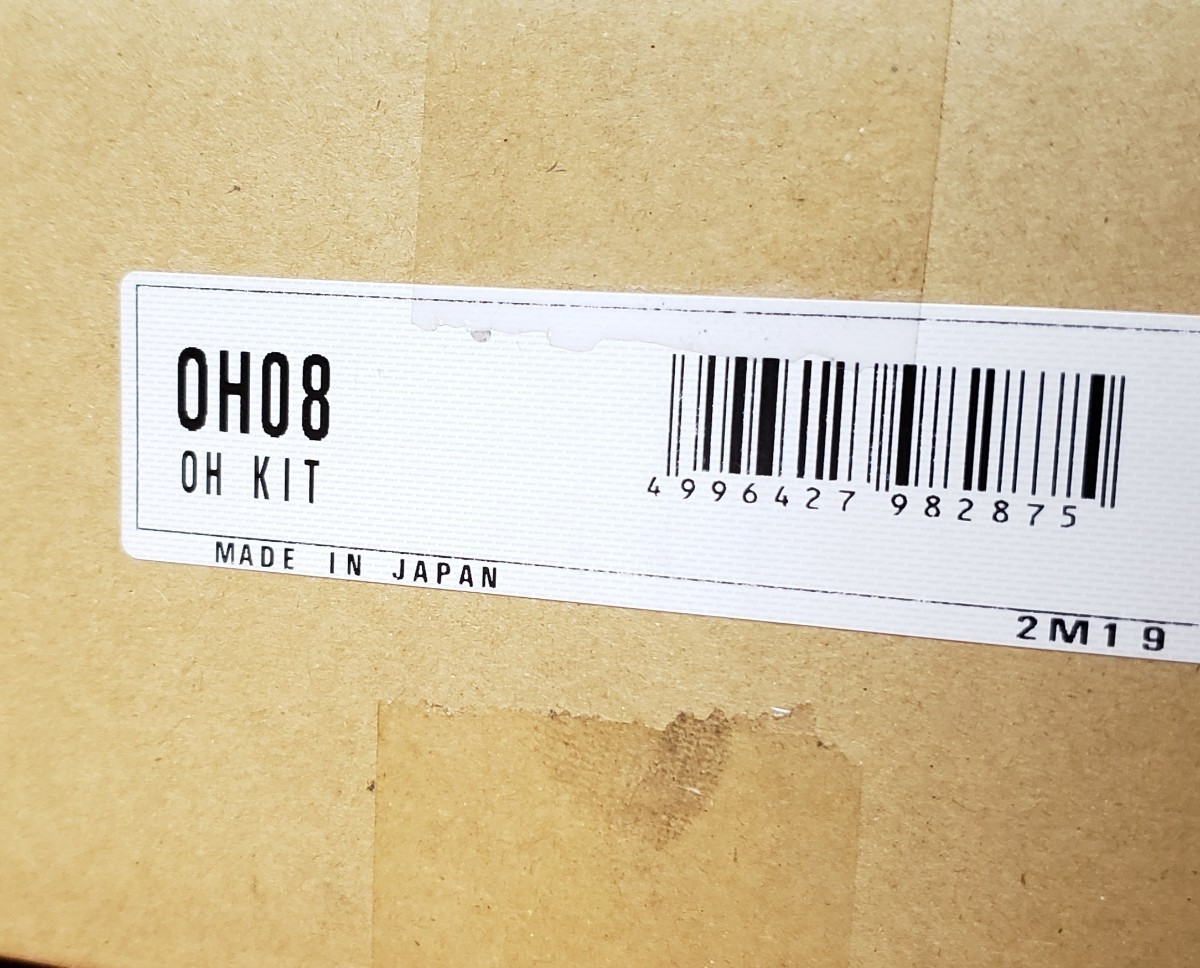 OH08
OH KIT
4996427 982875
MADE IN JAPAN
2M19